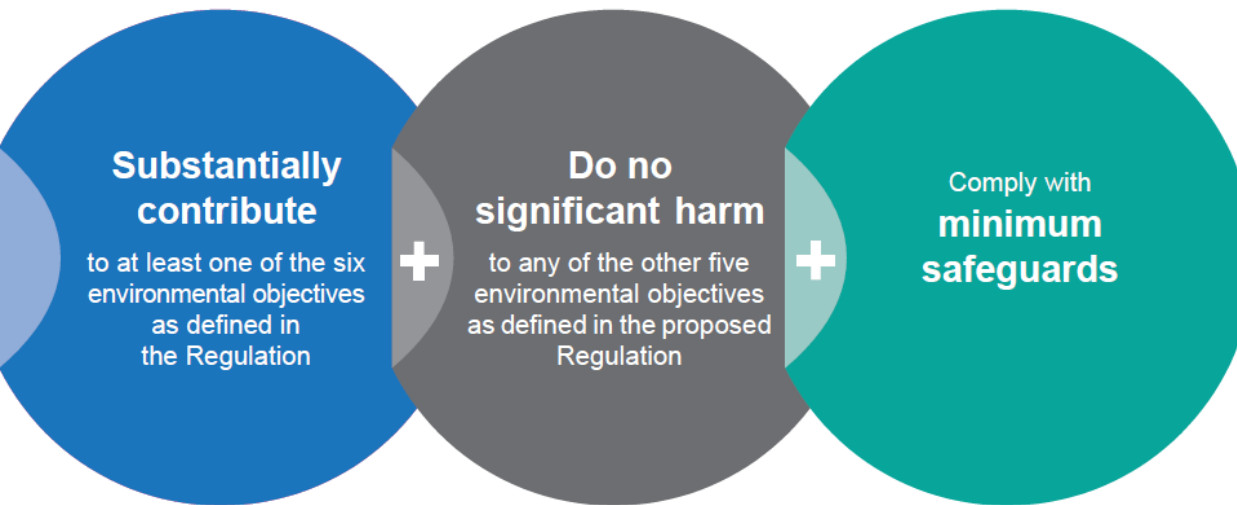 Substantially
contribute
to at least one of the six
environmental objectives
as defined in
the Regulation
+
Do no
significant harm
to any of the other five
environmental objectives
as defined in the proposed
Regulation
+
Comply with
minimum
safeguards